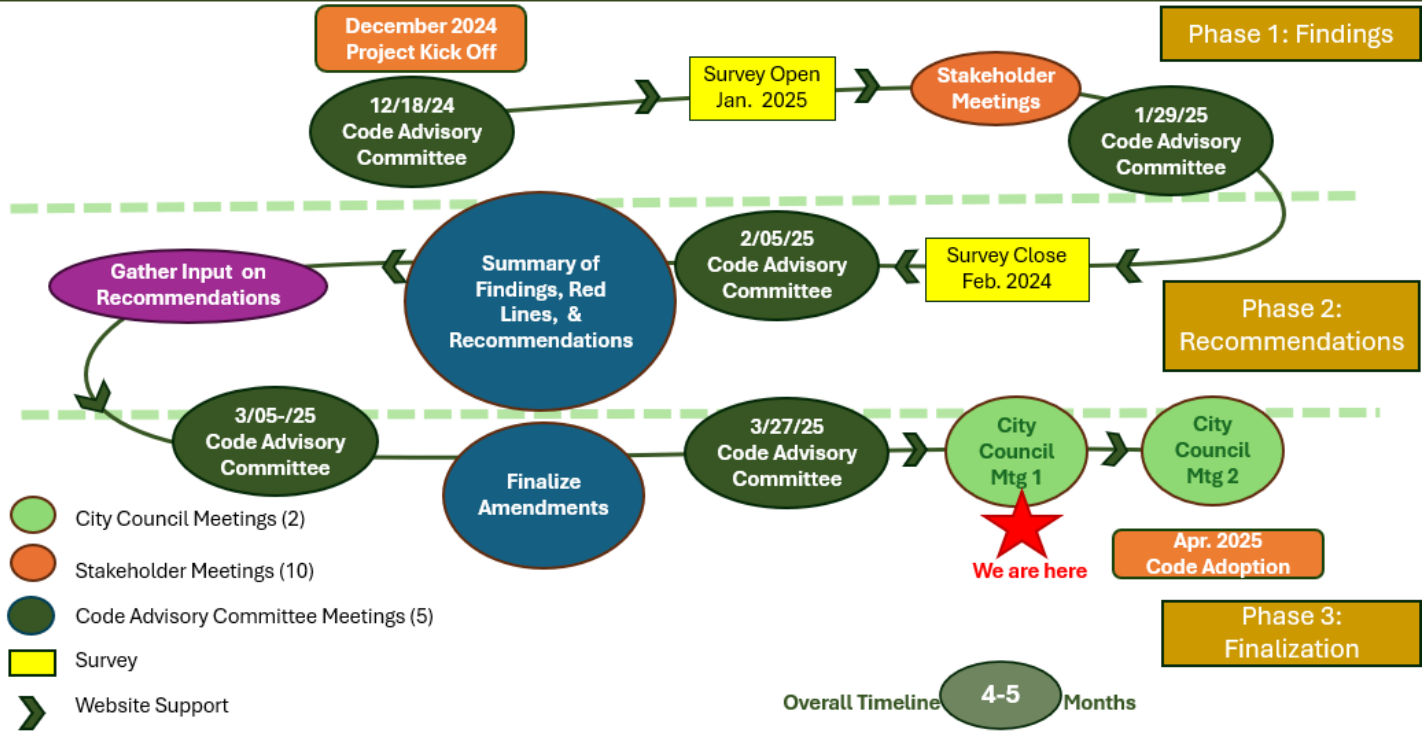 December 2024
Project Kick Off
Phase 1: Findings
12/18/24
Code Advisory
Committee
Survey Open
Jan.  2025
Stakeholder
Meetings
1/29/25
Code Advisory
Committee
Gather Input  on
Recommendations
Summary of
Findings, Red
Lines,  &
Recommendations
2/05/25
Code Advisory
Committee
Survey Close
Feb. 2024
Phase 2:
Recommendations
3/05-/25
Code Advisory
Committee
Finalize
Amendments
3/27/25
Code Advisory
Committee
City
Council
Mtg 1
City
Council
Mtg 2
We are here
Apr. 2025
Code Adoption
City Council Meetings (2)
Stakeholder Meetings (10)
Code Advisory Committee Meetings (5)
Survey
Website Support
Phase 3:
Finalization
Overall Timeline 4-5 Months